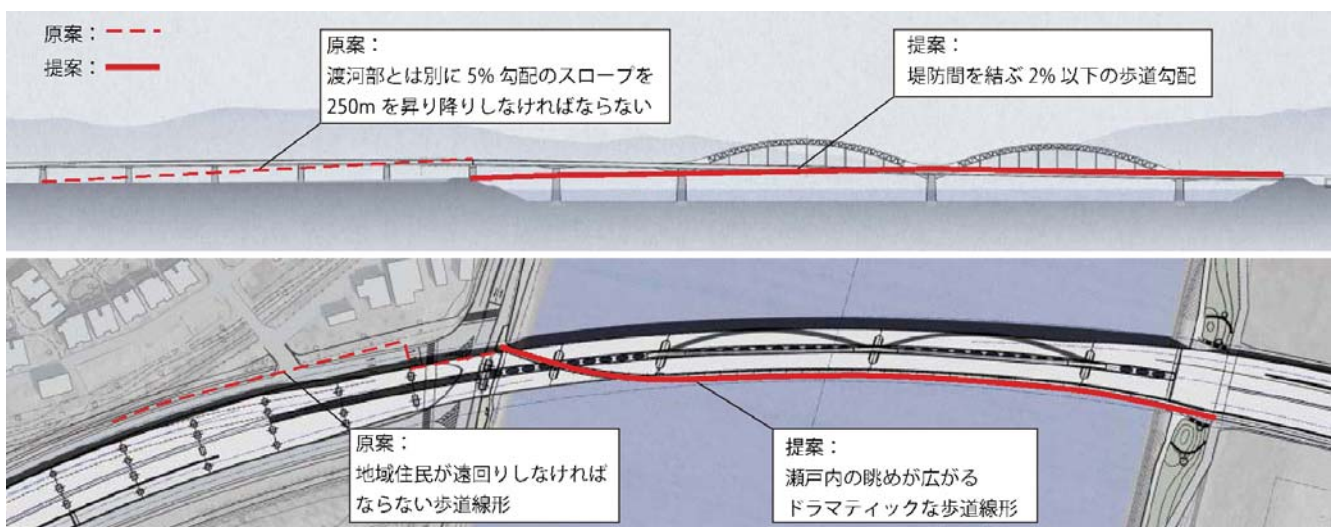 原案：
提案：
原案：
渡河部とは別に 5% 勾配のスロープを
250m を昇り降りしなければならない
提案：
堤防間を結ぶ 2% 以下の歩道勾配
原案：
地域住民が遠回りしなければ
ならない歩道線形
提案：
瀬戸内の眺めが広がる
ドラマティックな歩道線形